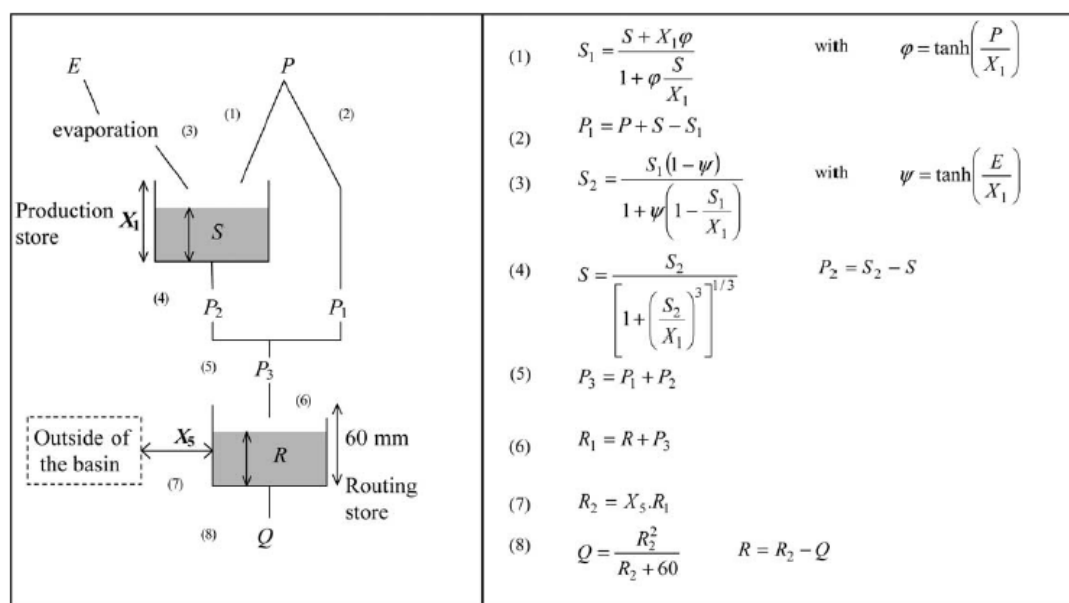 E
P
(1)
(2)
evaporation
(3)
Production
store
X₁
S
(4)
P₂
P₁
(5)
P₃
(6)
Outside of
the basin
X₅
R
60 mm
(7)
Routing
store
(8)
Q
(1) S₁ = (S + X₁φ) / (1 + φ S/X₁) with φ = tanh(P/X₁)
(2) P₁ = P + S − S₁
(3) S₂ = S₁(1 − ψ) / (1 + ψ(1 − S₁/X₁)) with ψ = tanh(E/X₁)
(4) S = S₂ / [1 + (S₂/X₁)³]^(1/3) P₂ = S₂ − S
(5) P₃ = P₁ + P₂
(6) R₁ = R + P₃
(7) R₂ = X₅.R₁
(8) Q = R₂² / (R₂ + 60) R = R₂ − Q